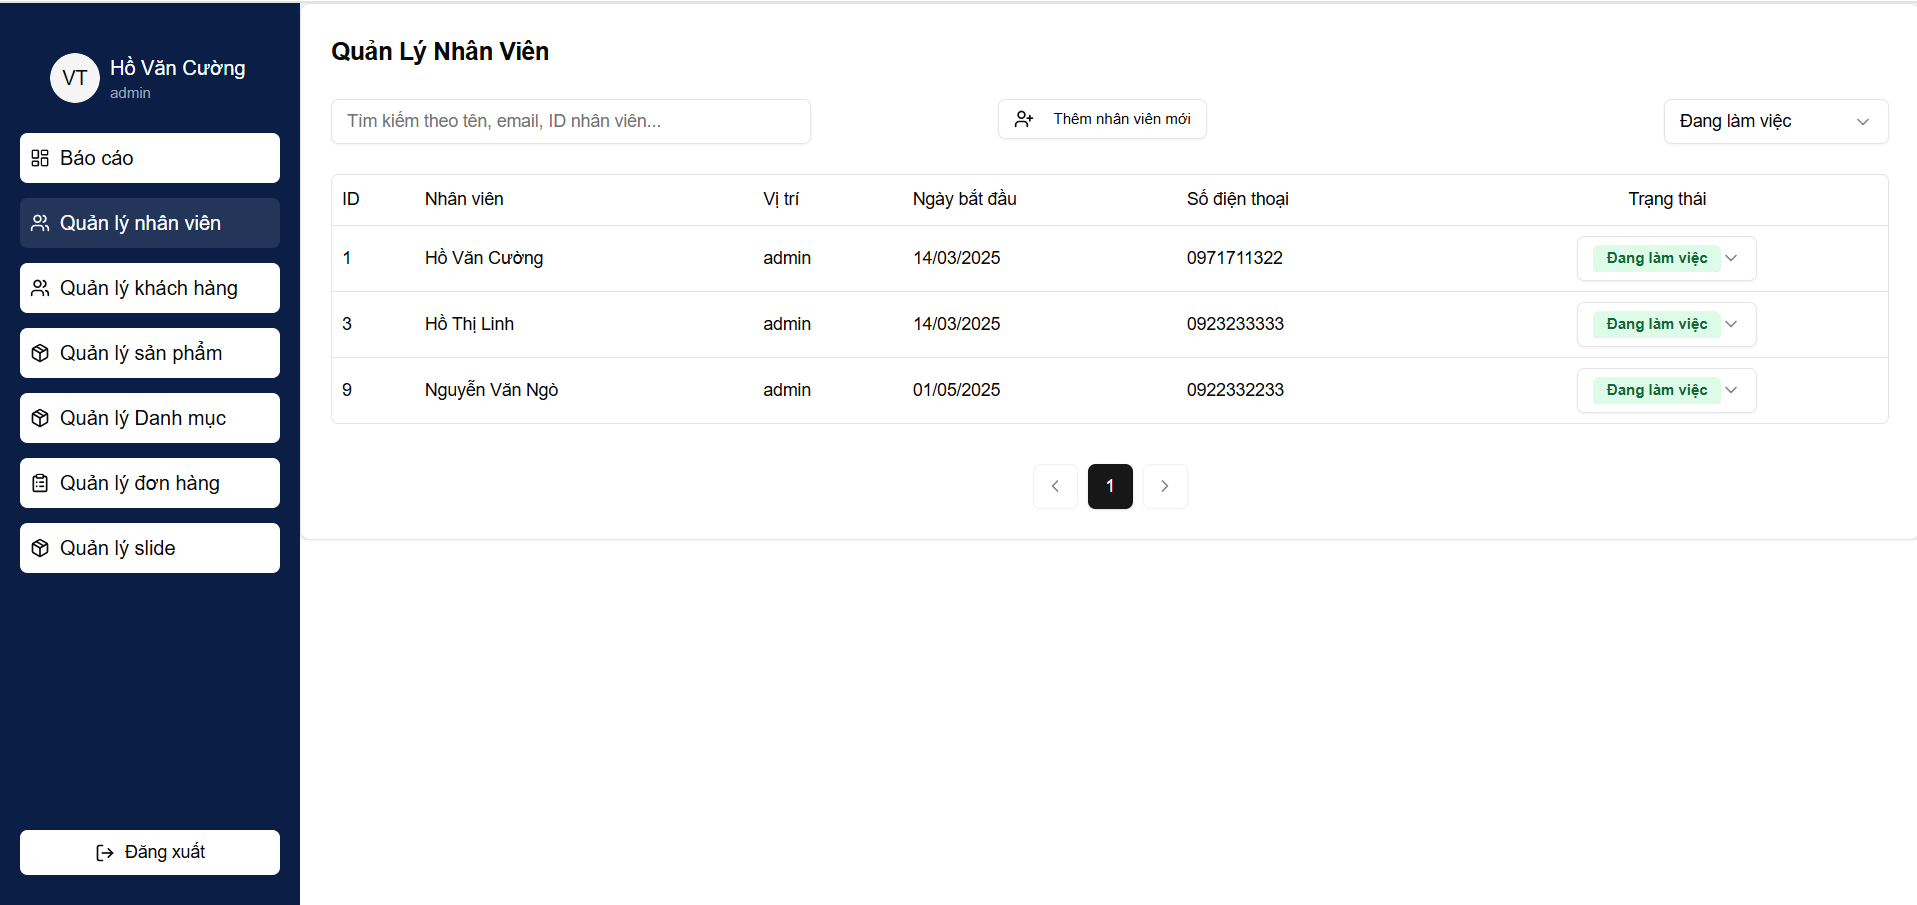 VT
Hồ Văn Cường
admin
Báo cáo
Quản lý nhân viên
Quản lý khách hàng
Quản lý sản phẩm
Quản lý Danh mục
Quản lý đơn hàng
Quản lý slide
Đăng xuất
Quản Lý Nhân Viên
Tìm kiếm theo tên, email, ID nhân viên...
Thêm nhân viên mới
Đang làm việc
ID Nhân viên Vị trí Ngày bắt đầu Số điện thoại Trạng thái
1 Hồ Văn Cường admin 14/03/2025 0971711322 Đang làm việc
3 Hồ Thị Linh admin 14/03/2025 0923233333 Đang làm việc
9 Nguyễn Văn Ngò admin 01/05/2025 0922332233 Đang làm việc
1